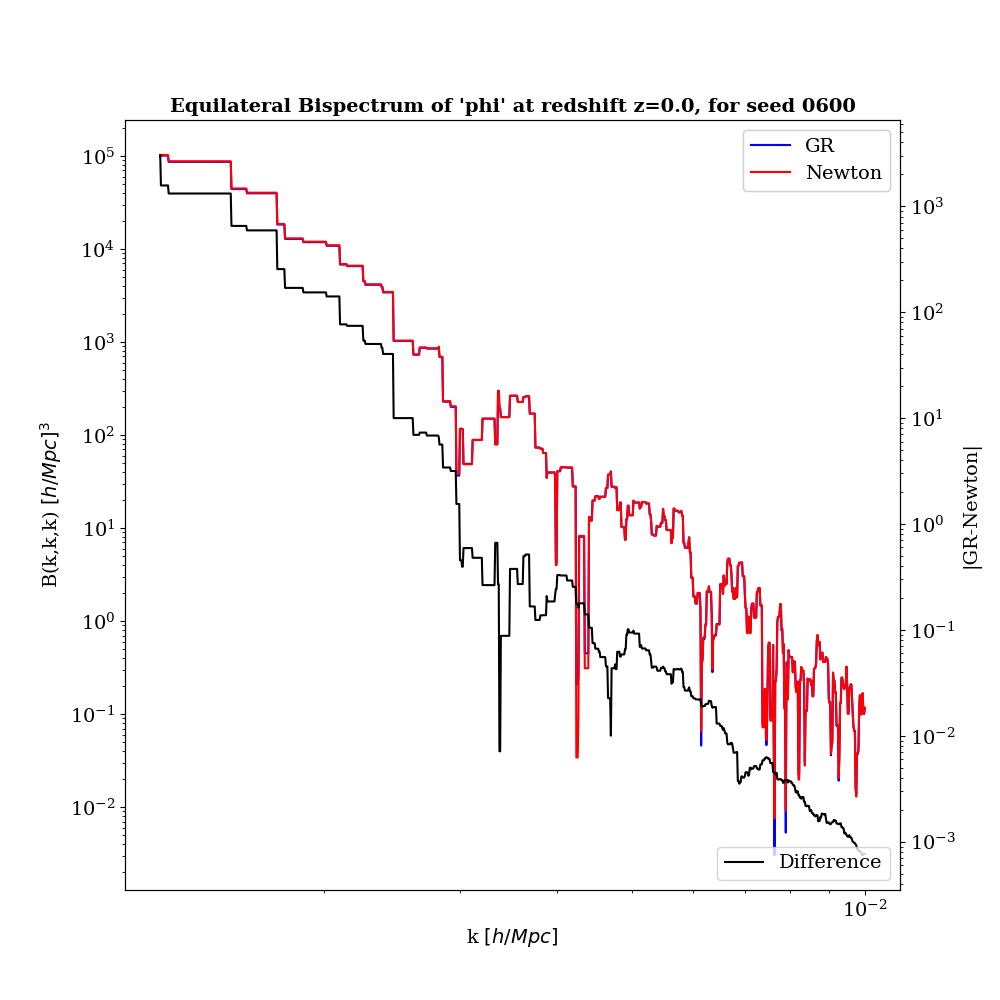 Equilateral Bispectrum of 'phi' at redshift z=0.0, for seed 0600
GR
Newton
10^5
10^4
10^3
10^2
10^1
10^0
10^{-1}
10^{-2}
B(k,k,k) [h/Mpc]^3
10^3
10^2
10^1
10^0
10^{-1}
10^{-2}
10^{-3}
|GR-Newton|
Difference
10^{-2}
k [h/Mpc]